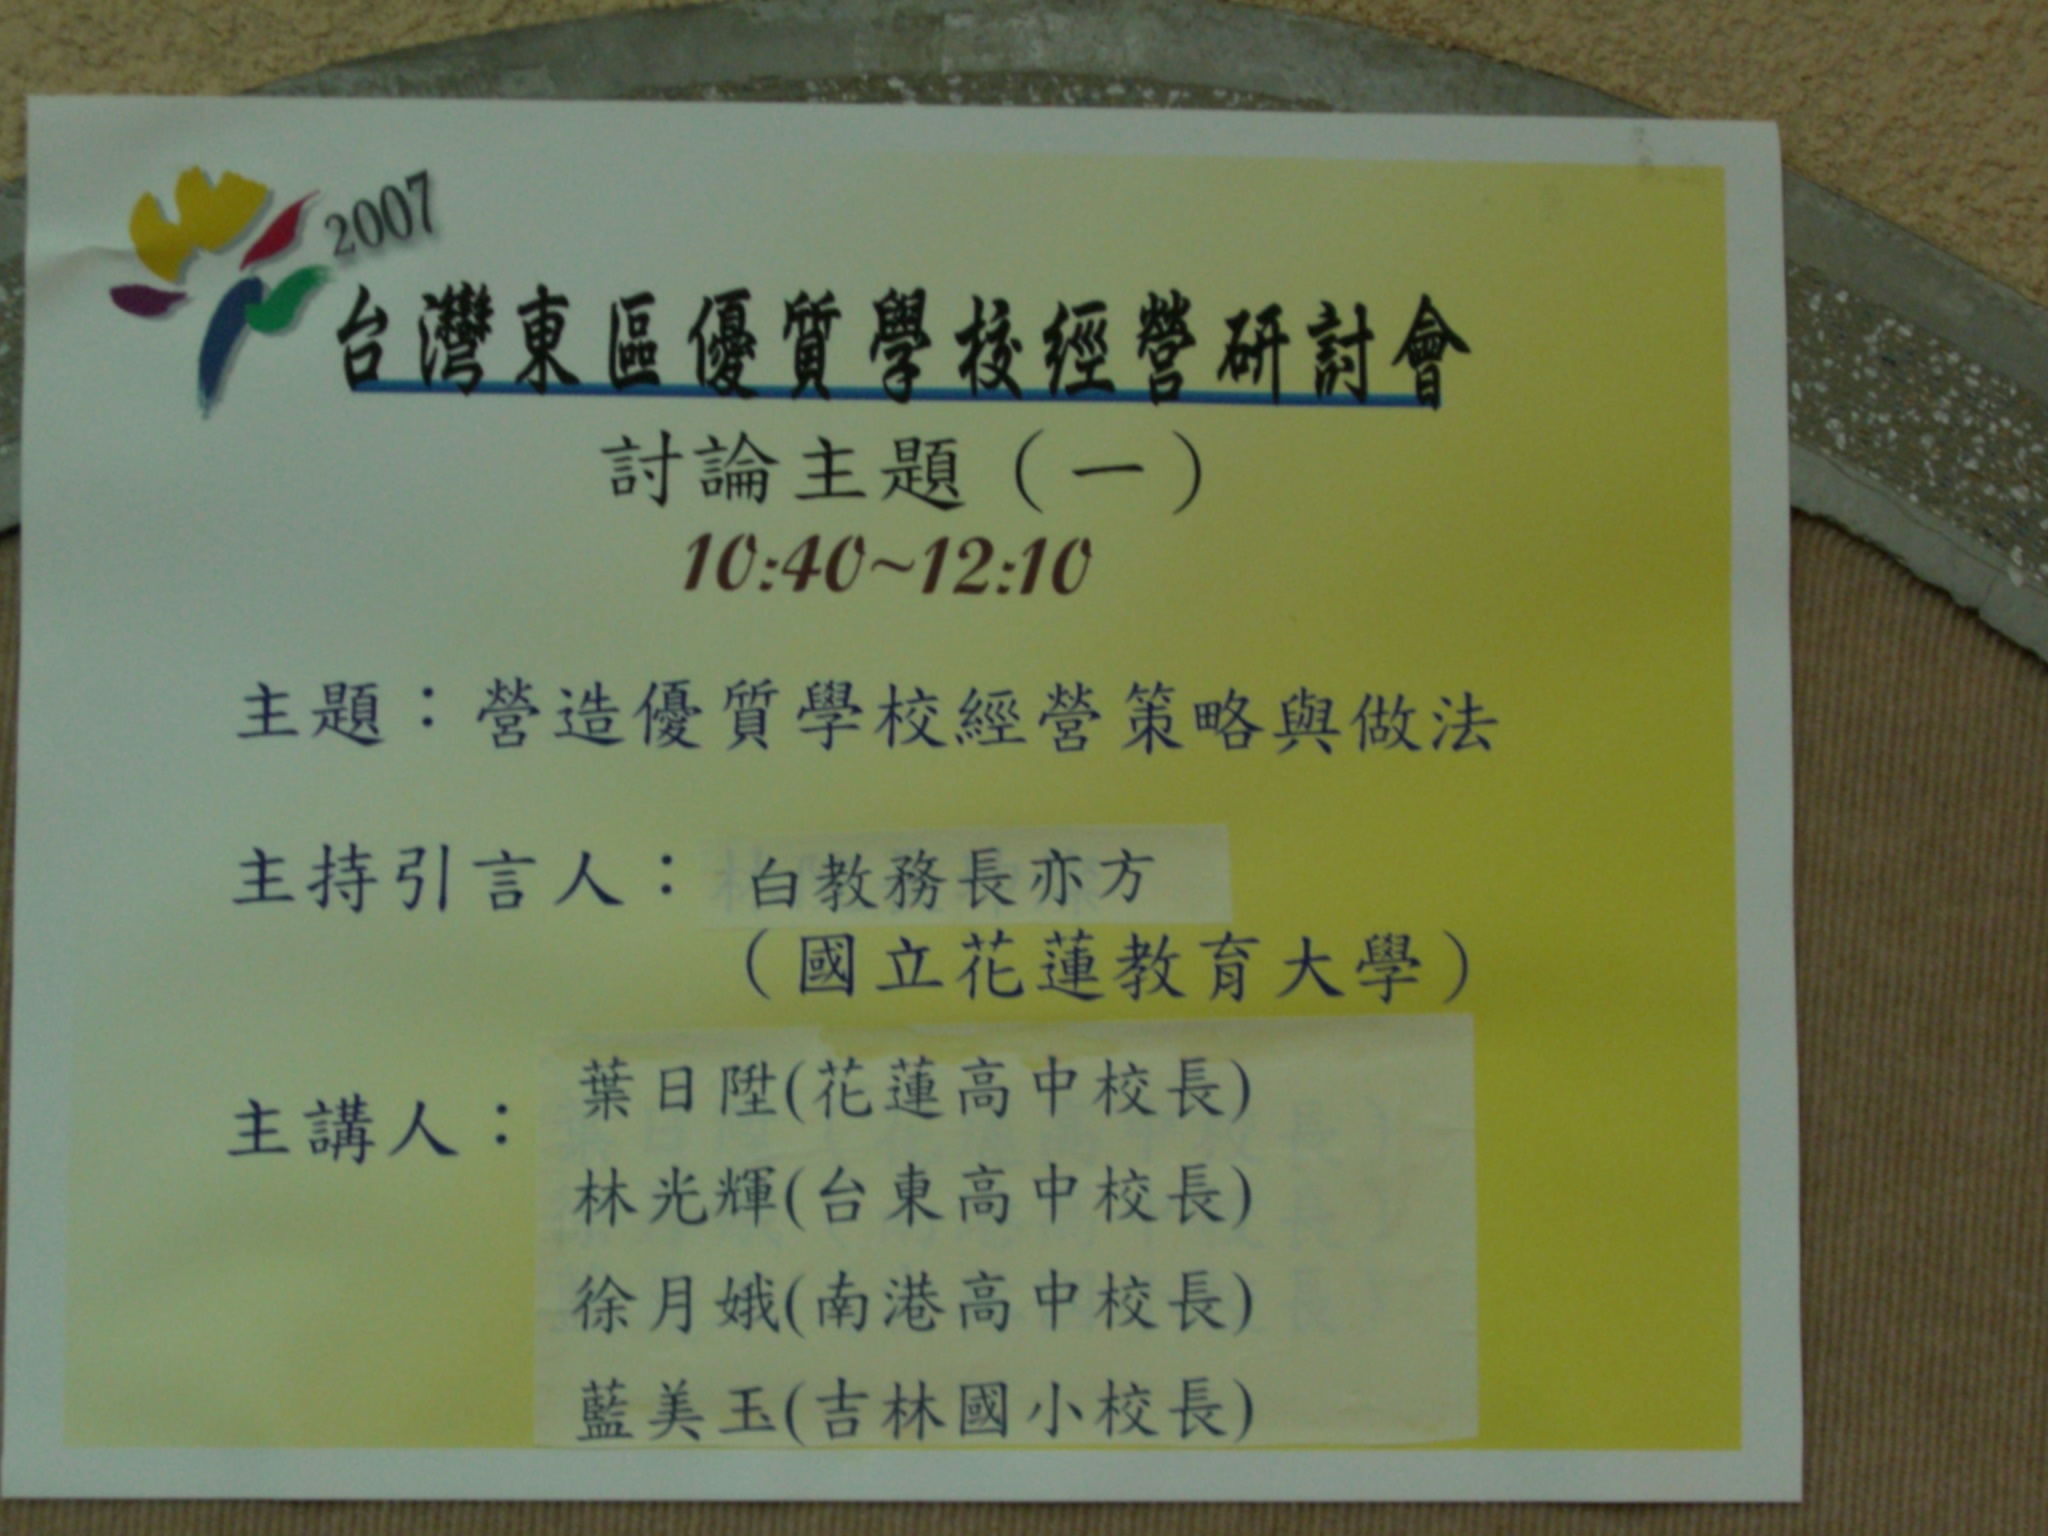 2007
台灣東區優質學校經營研討會
討論主題（一）
10:40~12:10
主題：營造優質學校經營策略與做法
主持引言人：白教務長亦方
（國立花蓮教育大學）
主講人：
葉日陞(花蓮高中校長)
林光輝(台東高中校長)
徐月娥(南港高中校長)
藍美玉(吉林國小校長)